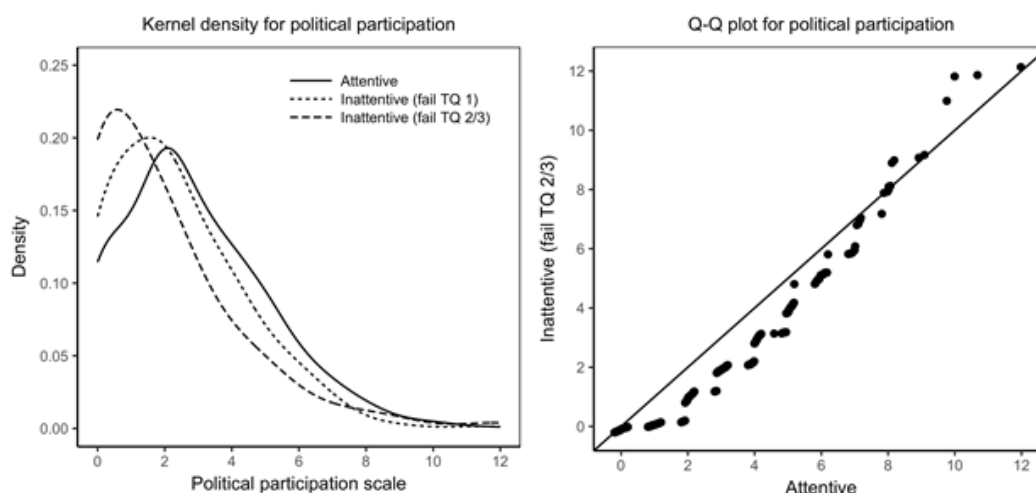 Kernel density for political participation
0.25
0.20
0.15
0.10
0.05
0.00
Density
Attentive
Inattentive (fail TQ 1)
Inattentive (fail TQ 2/3)
0 2 4 6 8 10 12
Political participation scale
Q-Q plot for political participation
12
10
8
6
4
2
0
Inattentive (fail TQ 2/3)
0 2 4 6 8 10 12
Attentive